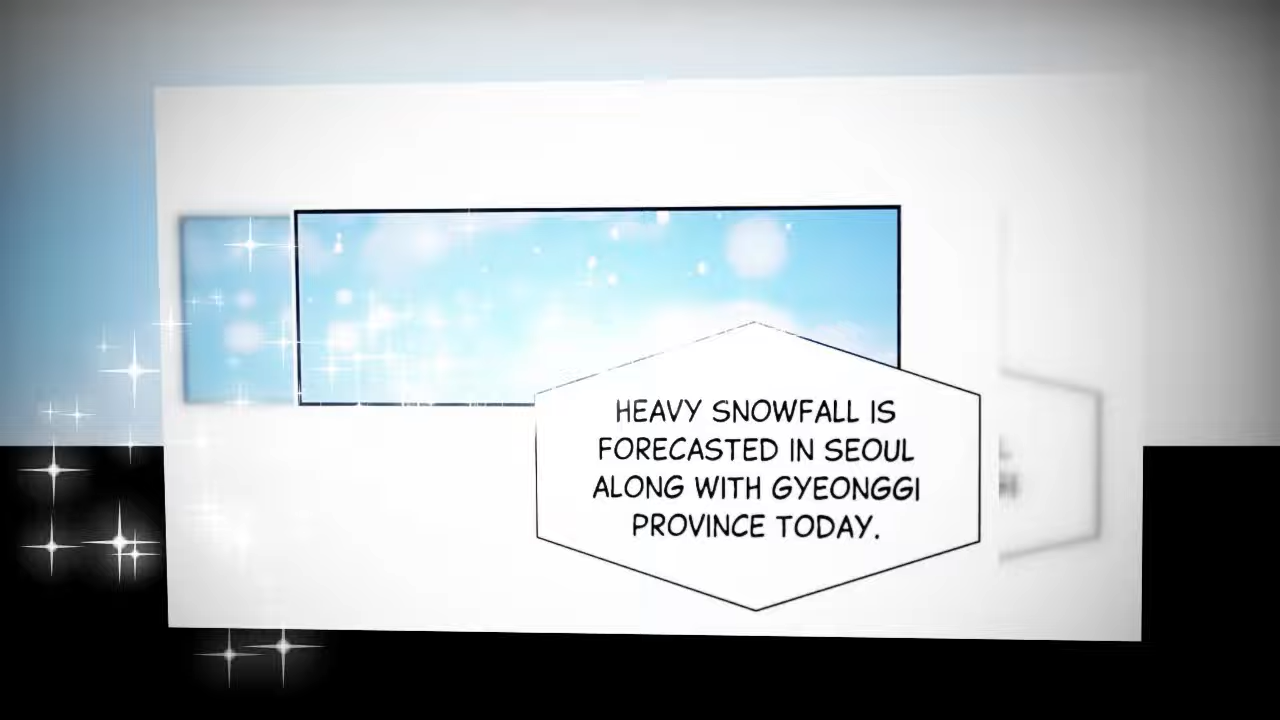 HEAVY SNOWFALL IS
FORECASTED IN SEOUL
ALONG WITH GYEONGGI
PROVINCE TODAY.